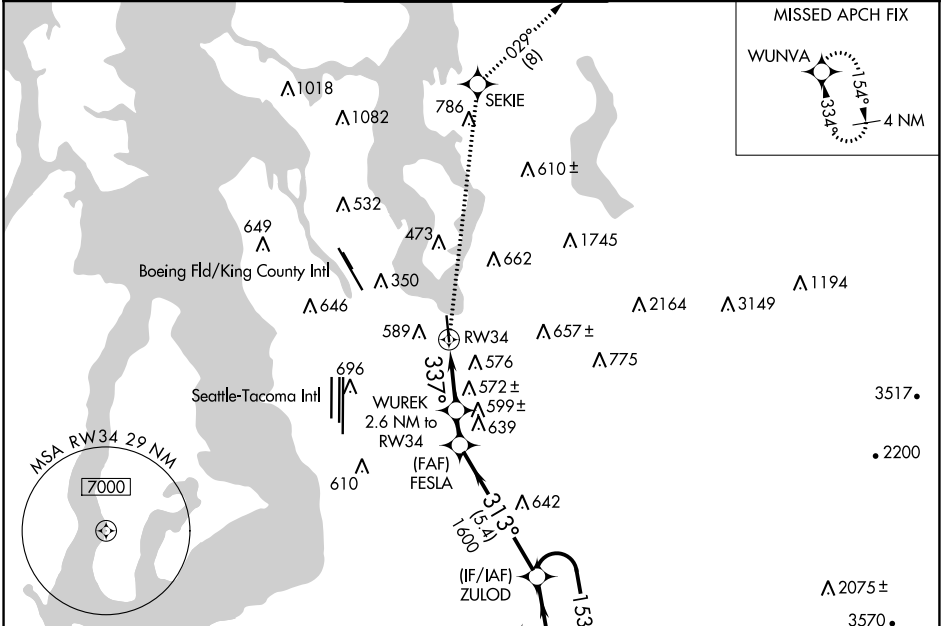 MISSED APCH FIX
WUNVA
154°
334°
4 NM
029°
(8)
SEKIE
1018
1082
786
610 ±
532
649
473
1745
662
Boeing Fld/King County Intl
350
1194
646
2164
3149
589
RW34
657 ±
576
775
337°
696
572 ±
Seattle-Tacoma Intl
WUREK
599 ±
3517
2.6 NM to
RW34
639
MSA RW34 29 NM
2200
(FAF)
FESLA
610
7000
642
313°
(5.4)
1600
(IF/IAF)
ZULOD
153
2075 ±
3570